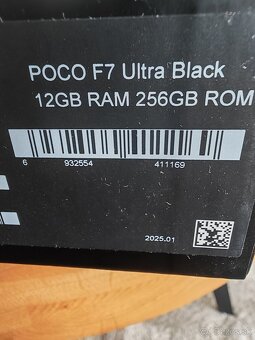 POCO F7 Ultra Black
12GB RAM 256GB ROM
6 932554 411169
2025.01